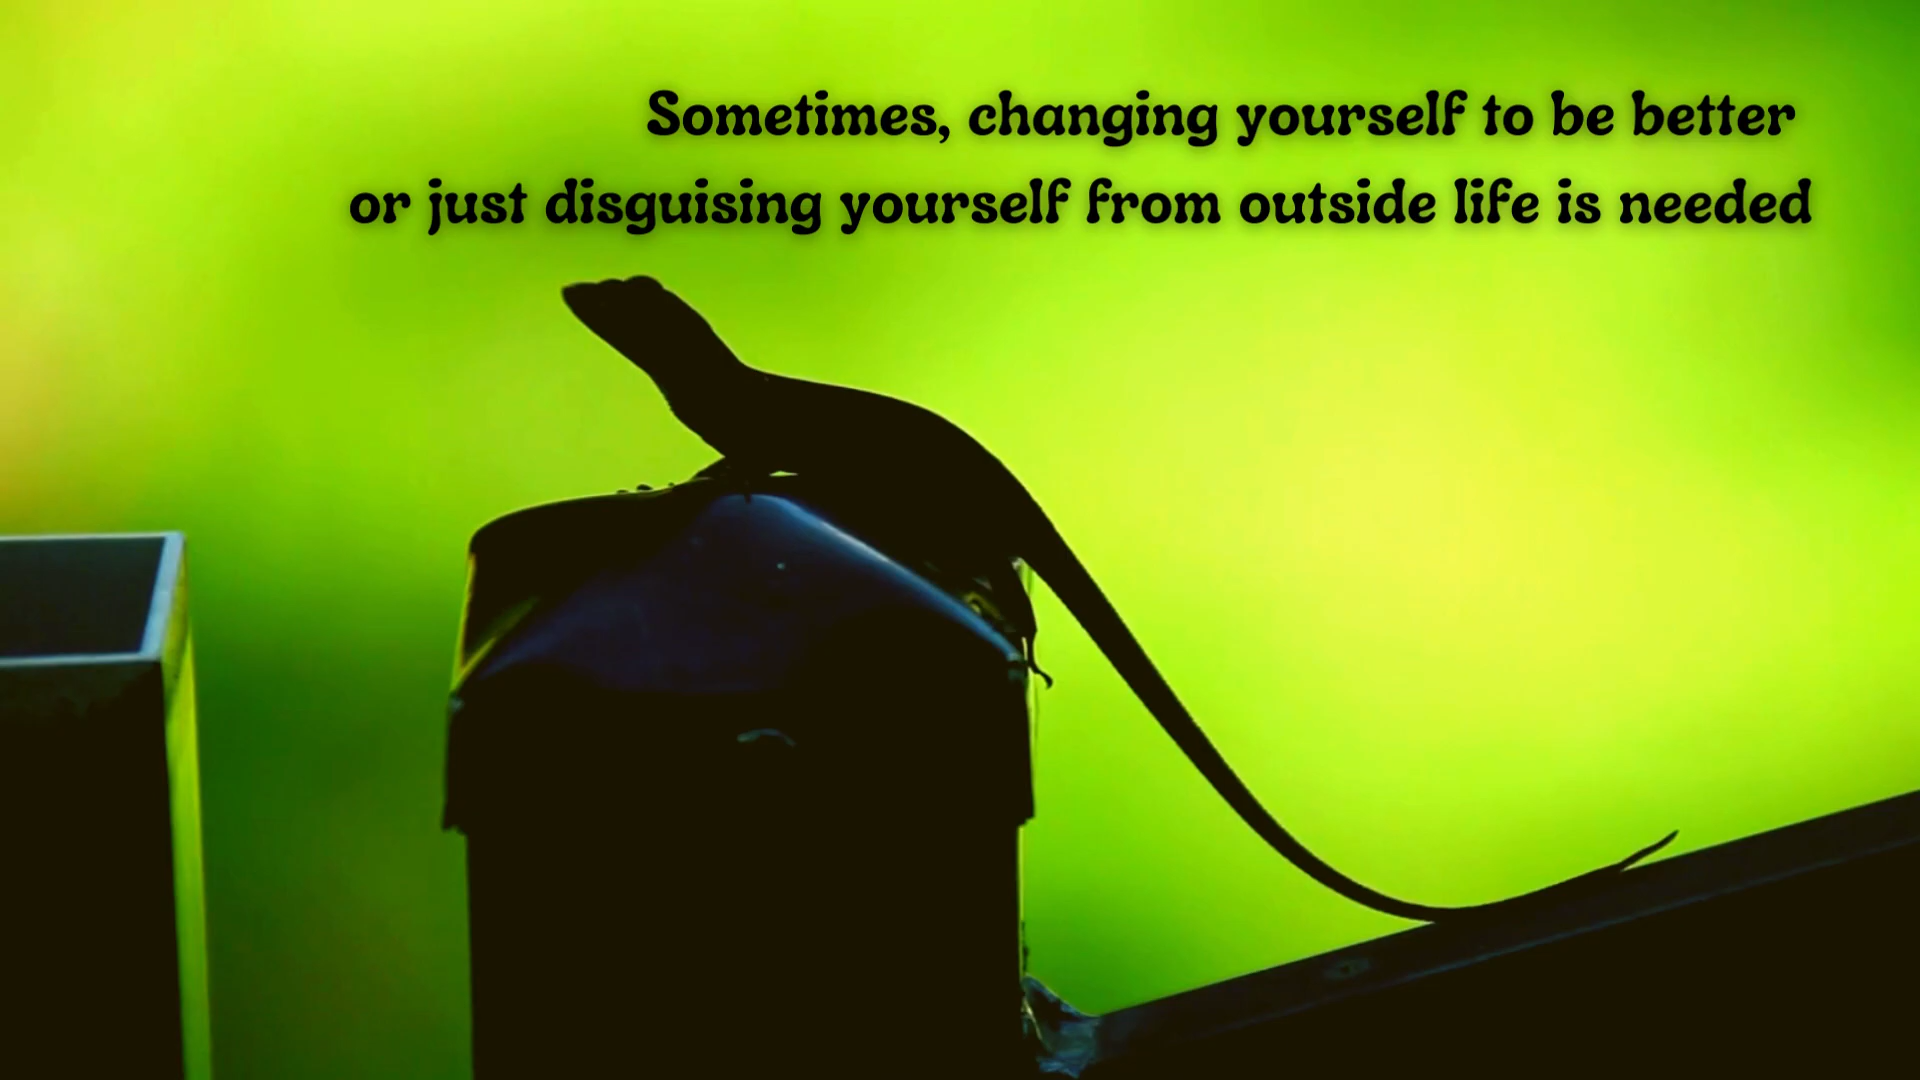 Sometimes, changing yourself to be better
or just disguising yourself from outside life is needed